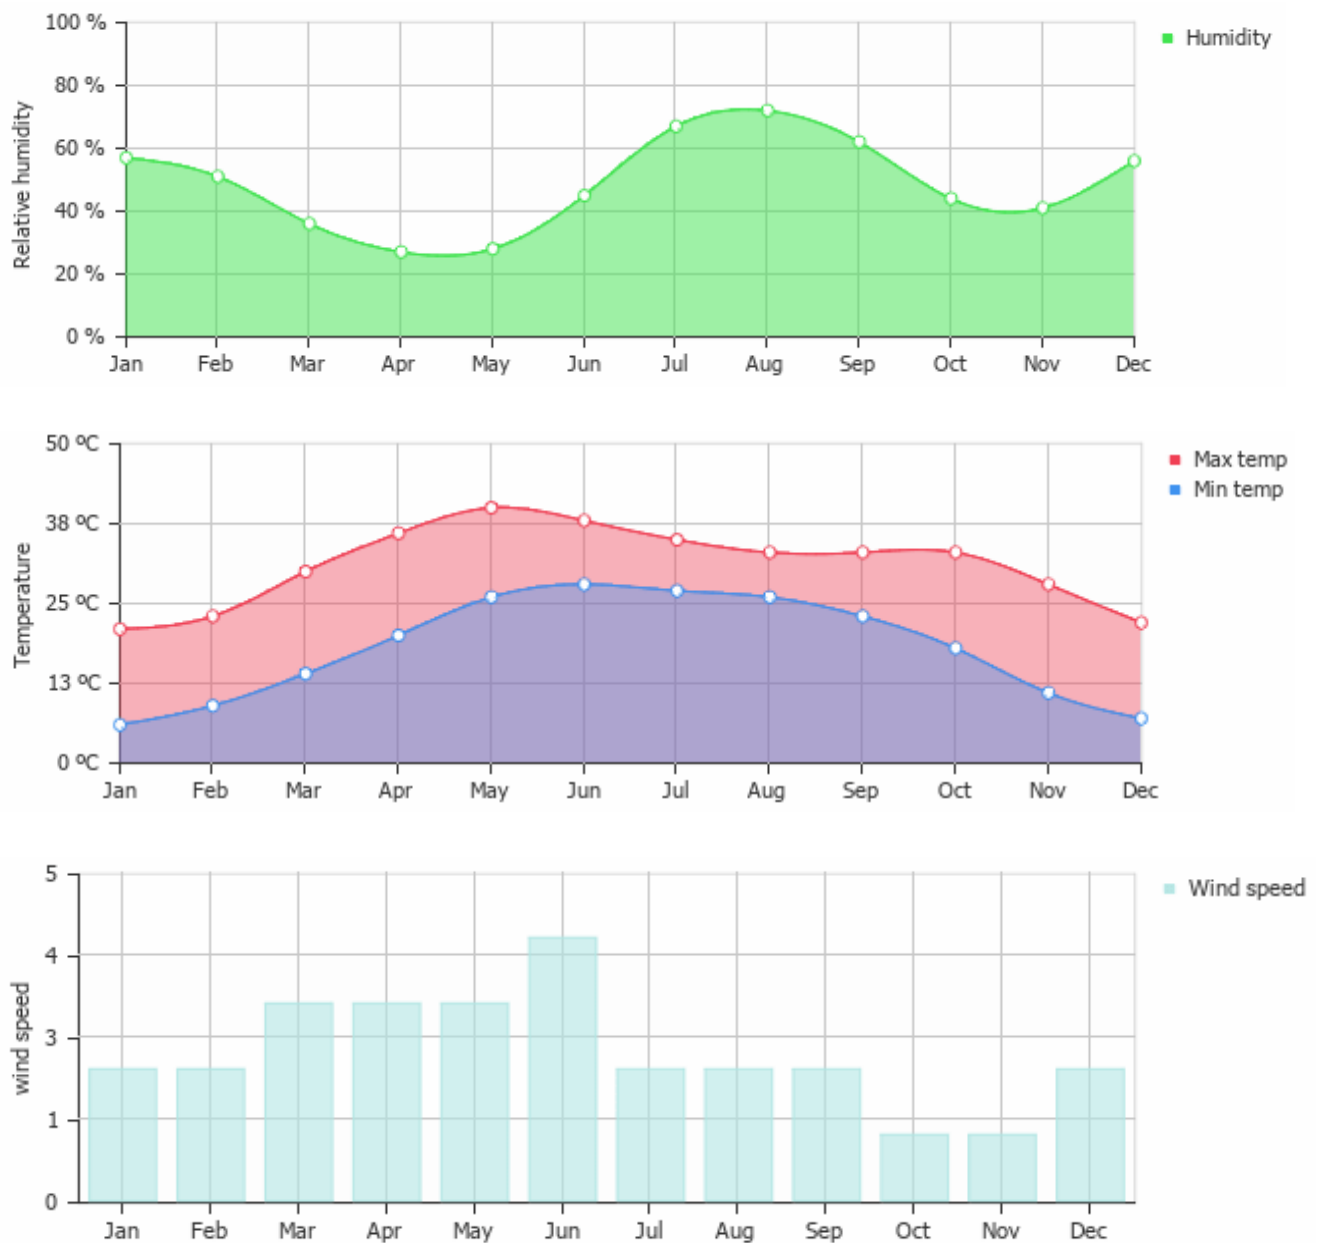 100 %
80 %
60 %
40 %
20 %
0 %
Relative humidity
Jan Feb Mar Apr May Jun Jul Aug Sep Oct Nov Dec
Humidity
50 ºC
38 ºC
25 ºC
13 ºC
0 ºC
Temperature
Jan Feb Mar Apr May Jun Jul Aug Sep Oct Nov Dec
Max temp
Min temp
5
4
3
1
0
wind speed
Jan Feb Mar Apr May Jun Jul Aug Sep Oct Nov Dec
Wind speed